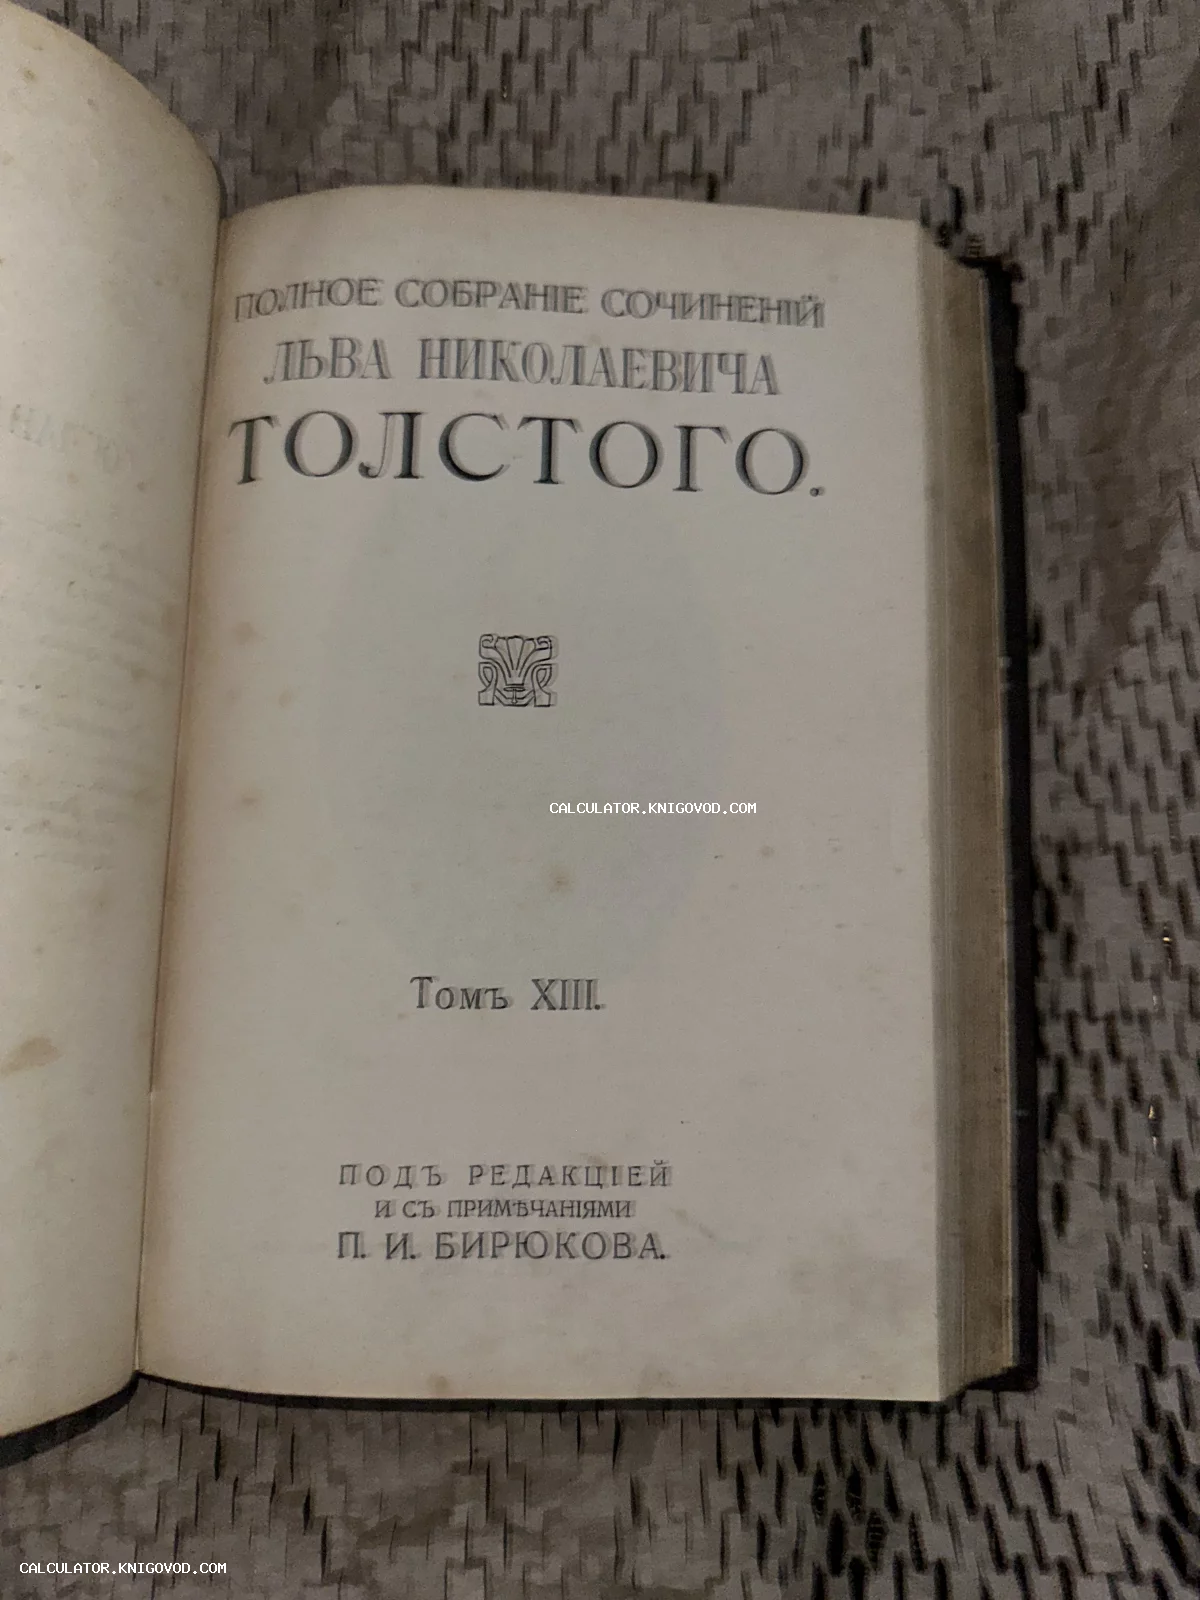 ПОЛНОЕ СОБРАНІЕ СОЧИНЕНІЙ
ЛЬВА НИКОЛАЕВИЧА
ТОЛСТОГО.
CALCULATOR.KNIGOVOD.COM
Томъ XIII.
ПОДЪ РЕДАКЦІЕЙ
И СЪ ПРИМѢЧАНІЯМИ
П. И. БИРЮКОВА.
CALCULATOR.KNIGOVOD.COM